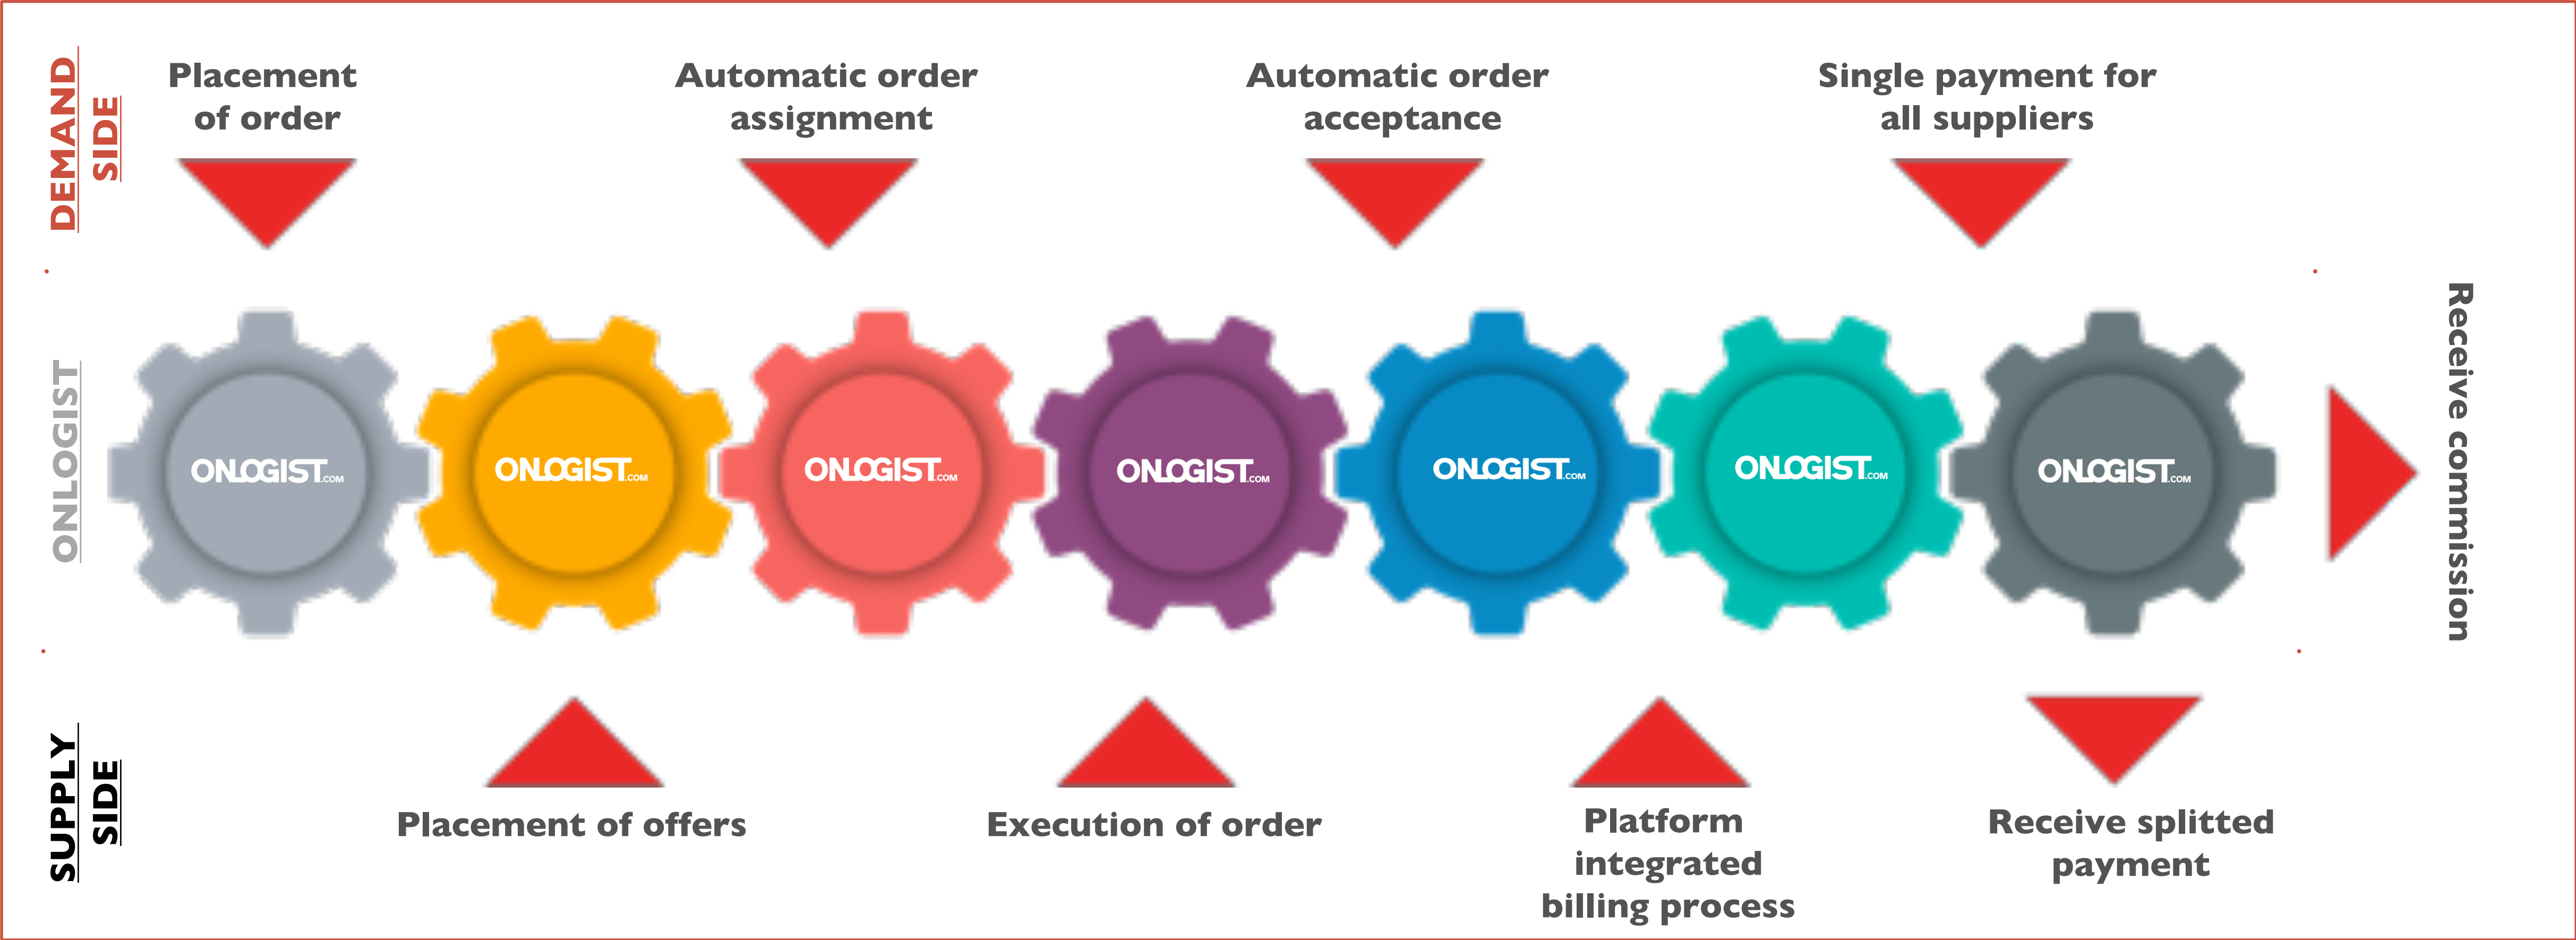 DEMAND
SIDE
Placement
of order
Automatic order
assignment
Automatic order
acceptance
Single payment for
all suppliers
ONLOGIST
ONLOGIST.COM
ONLOGIST.COM
ONLOGIST.COM
ONLOGIST.COM
ONLOGIST.COM
ONLOGIST.COM
ONLOGIST.COM
Receive commission
SUPPLY
SIDE
Placement of offers
Execution of order
Platform
integrated
billing process
Receive splitted
payment